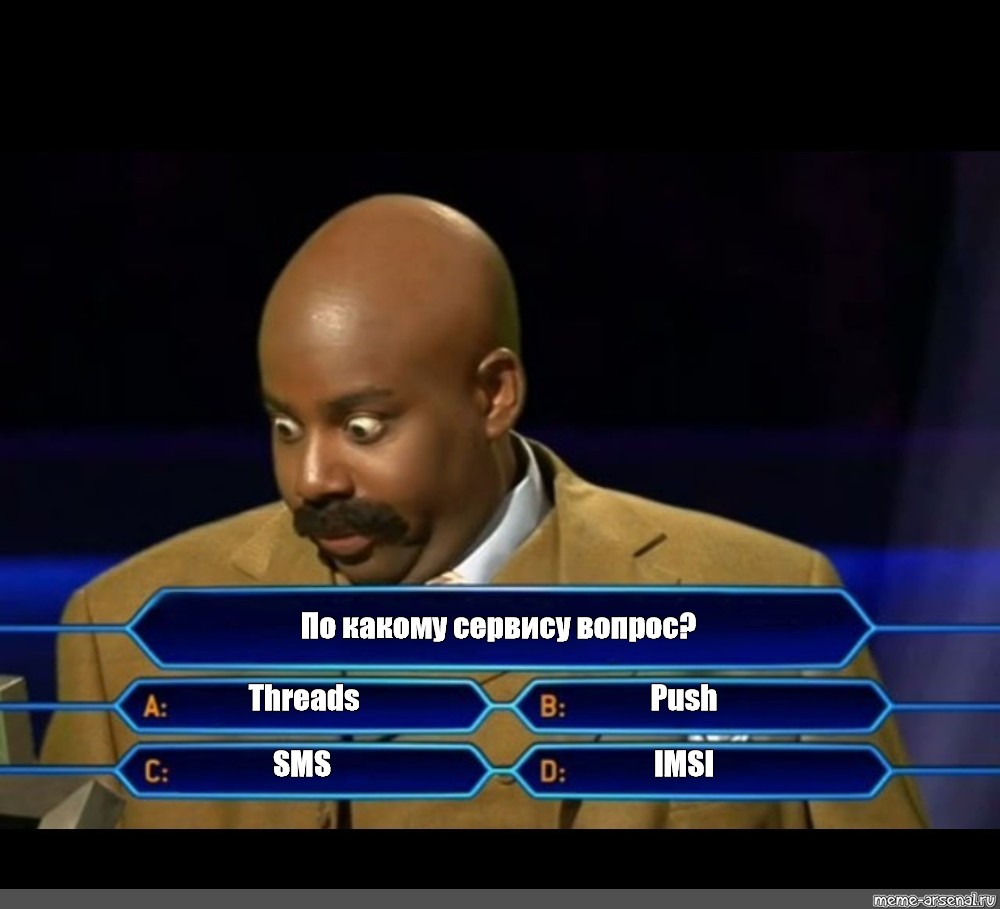 По какому сервису вопрос?
A: Threads
B: Push
C: SMS
D: IMSI
meme-arsenal.ru